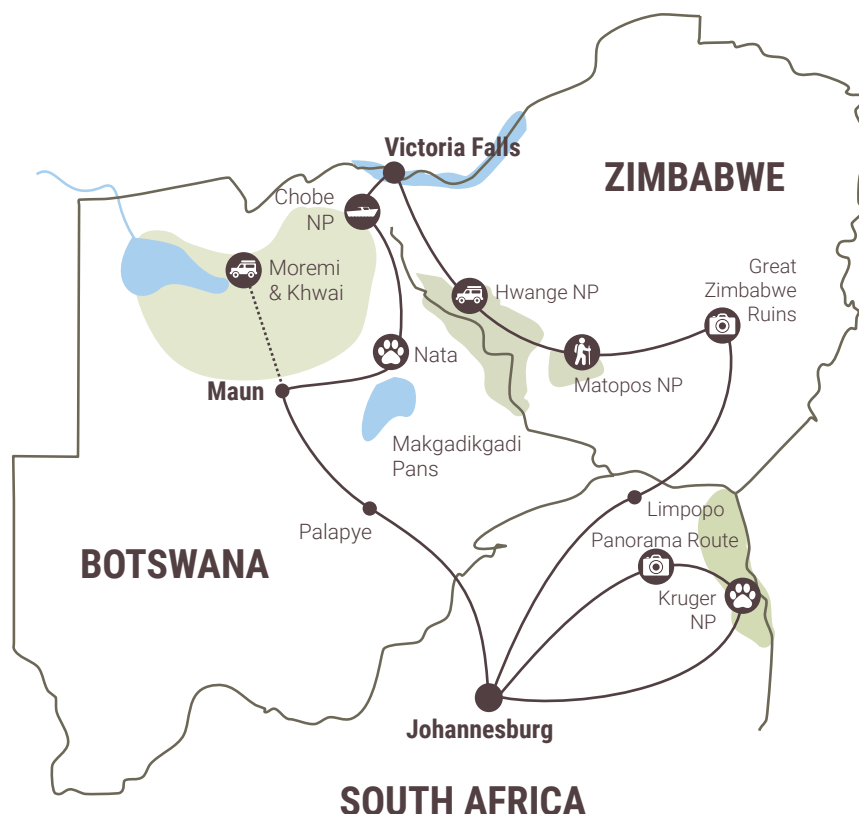 Victoria Falls
ZIMBABWE
Chobe
NP
Moremi
& Khwai
Hwange NP
Great
Zimbabwe
Ruins
Nata
Matopos NP
Maun
Makgadikgadi
Pans
Limpopo
Palapye
Panorama Route
BOTSWANA
Kruger
NP
Johannesburg
SOUTH AFRICA